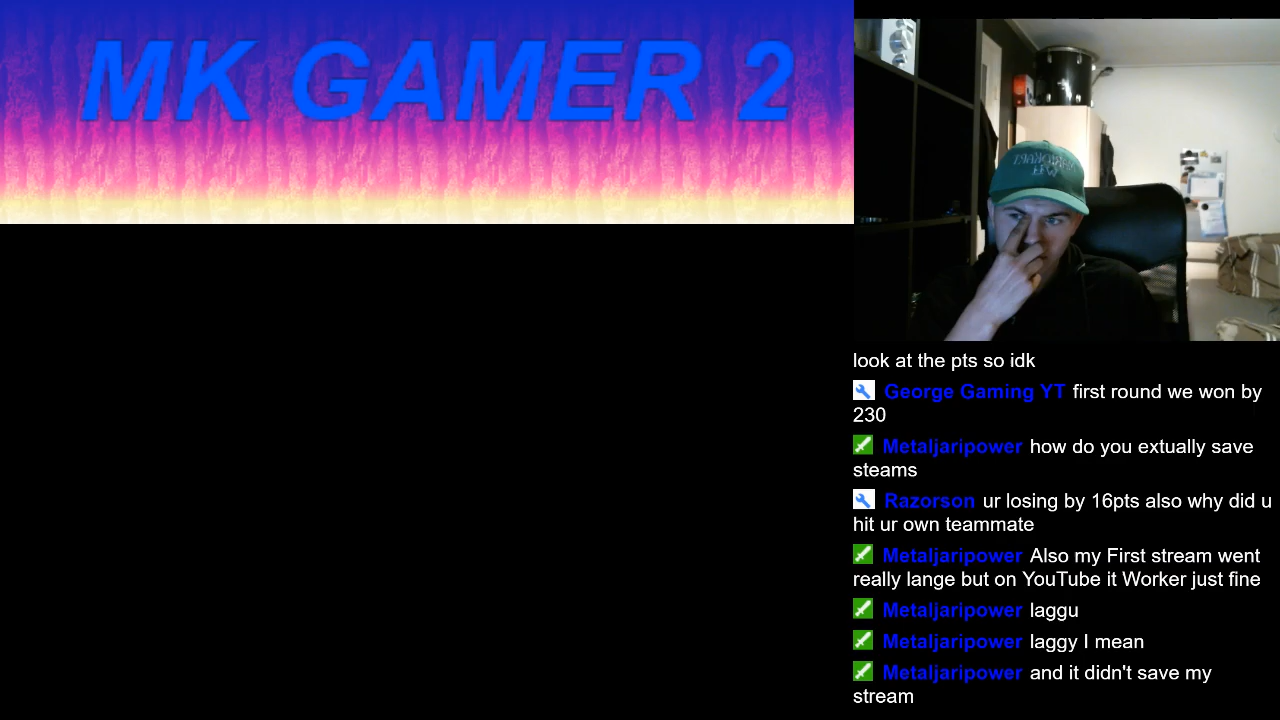 MK GAMER 2
look at the pts so idk
George Gaming YT first round we won by
230
Metaljaripower how do you extually save
steams
Razorson ur losing by 16pts also why did u
hit ur own teammate
Metaljaripower Also my First stream went
really lange but on YouTube it Worker just fine
Metaljaripower laggu
Metaljaripower laggy I mean
Metaljaripower and it didn't save my
stream